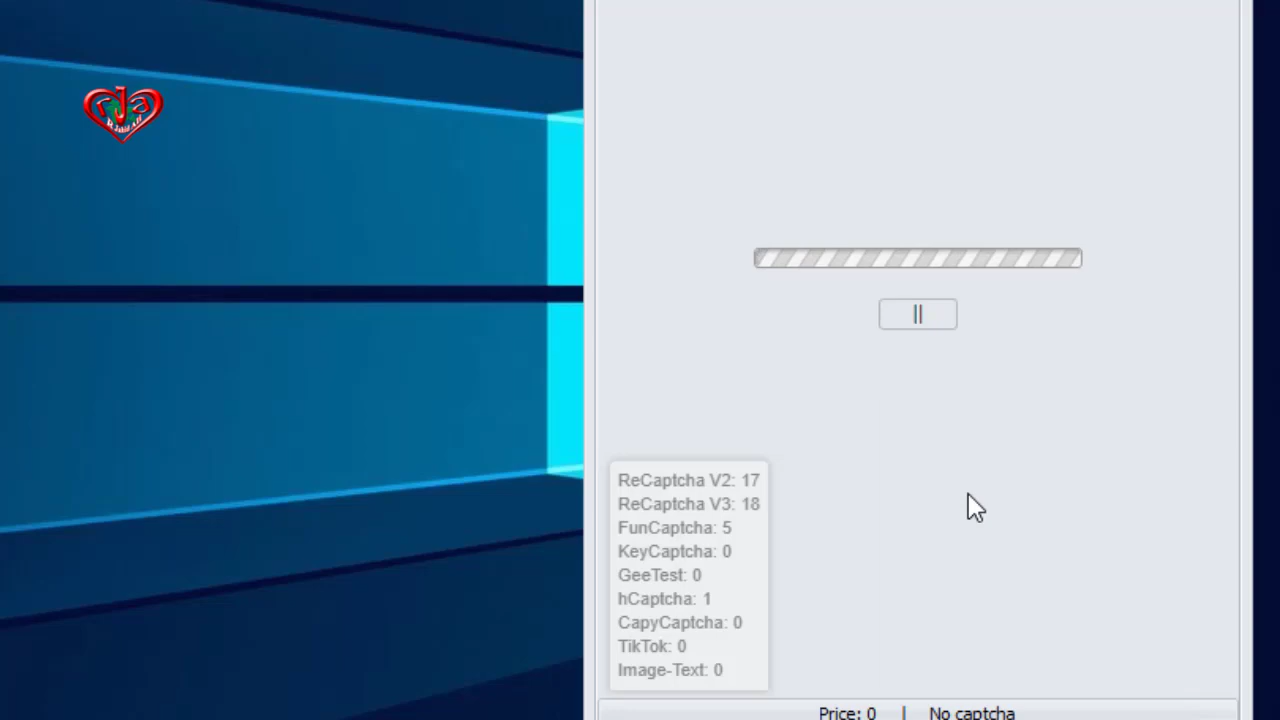 rja
||
ReCaptcha V2: 17
ReCaptcha V3: 18
FunCaptcha: 5
KeyCaptcha: 0
GeeTest: 0
hCaptcha: 1
CapyCaptcha: 0
TikTok: 0
Image-Text: 0
Price: 0 | No captcha